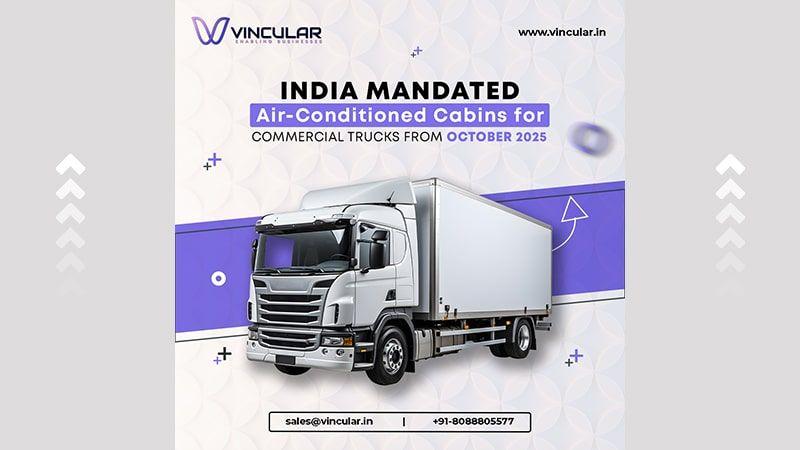 VINCULAR
ENABLING BUSINESSES
www.vincular.in
INDIA MANDATED
Air-Conditioned Cabins for
COMMERCIAL TRUCKS FROM OCTOBER 2025
sales@vincular.in | +91-8088805577